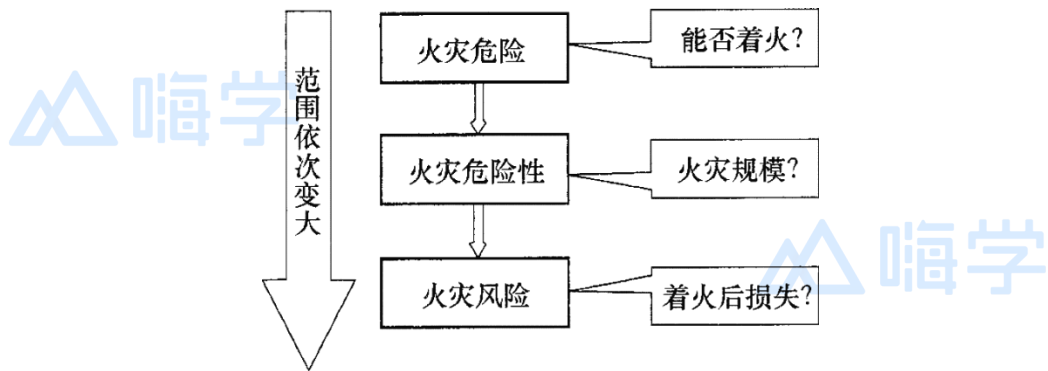 火灾危险
能否着火?
范围依次变大
嗨学
火灾危险性
火灾规模?
嗨学
火灾风险
着火后损失?